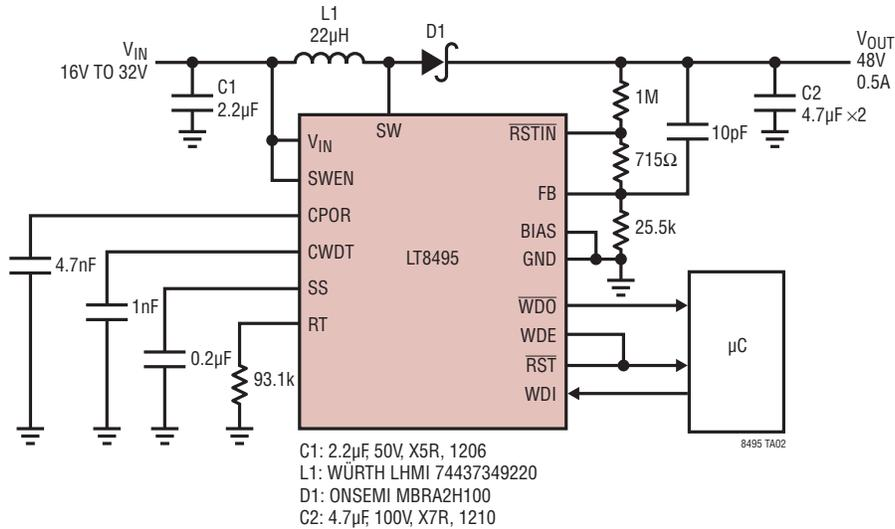 L1
22µH
D1
VIN
16V TO 32V
VOUT
48V
0.5A
C1
2.2µF
C2
4.7µF ×2
1M
10pF
715Ω
25.5k
SW
VIN
SWEN
CPOR
CWDT
SS
RT
LT8495
RSTIN
FB
BIAS
GND
WDO
WDE
RST
WDI
4.7nF
1nF
0.2µF
93.1k
µC
8495 TA02
C1: 2.2µF, 50V, X5R, 1206
L1: WÜRTH LHMI 74437349220
D1: ONSEMI MBRA2H100
C2: 4.7µF, 100V, X7R, 1210